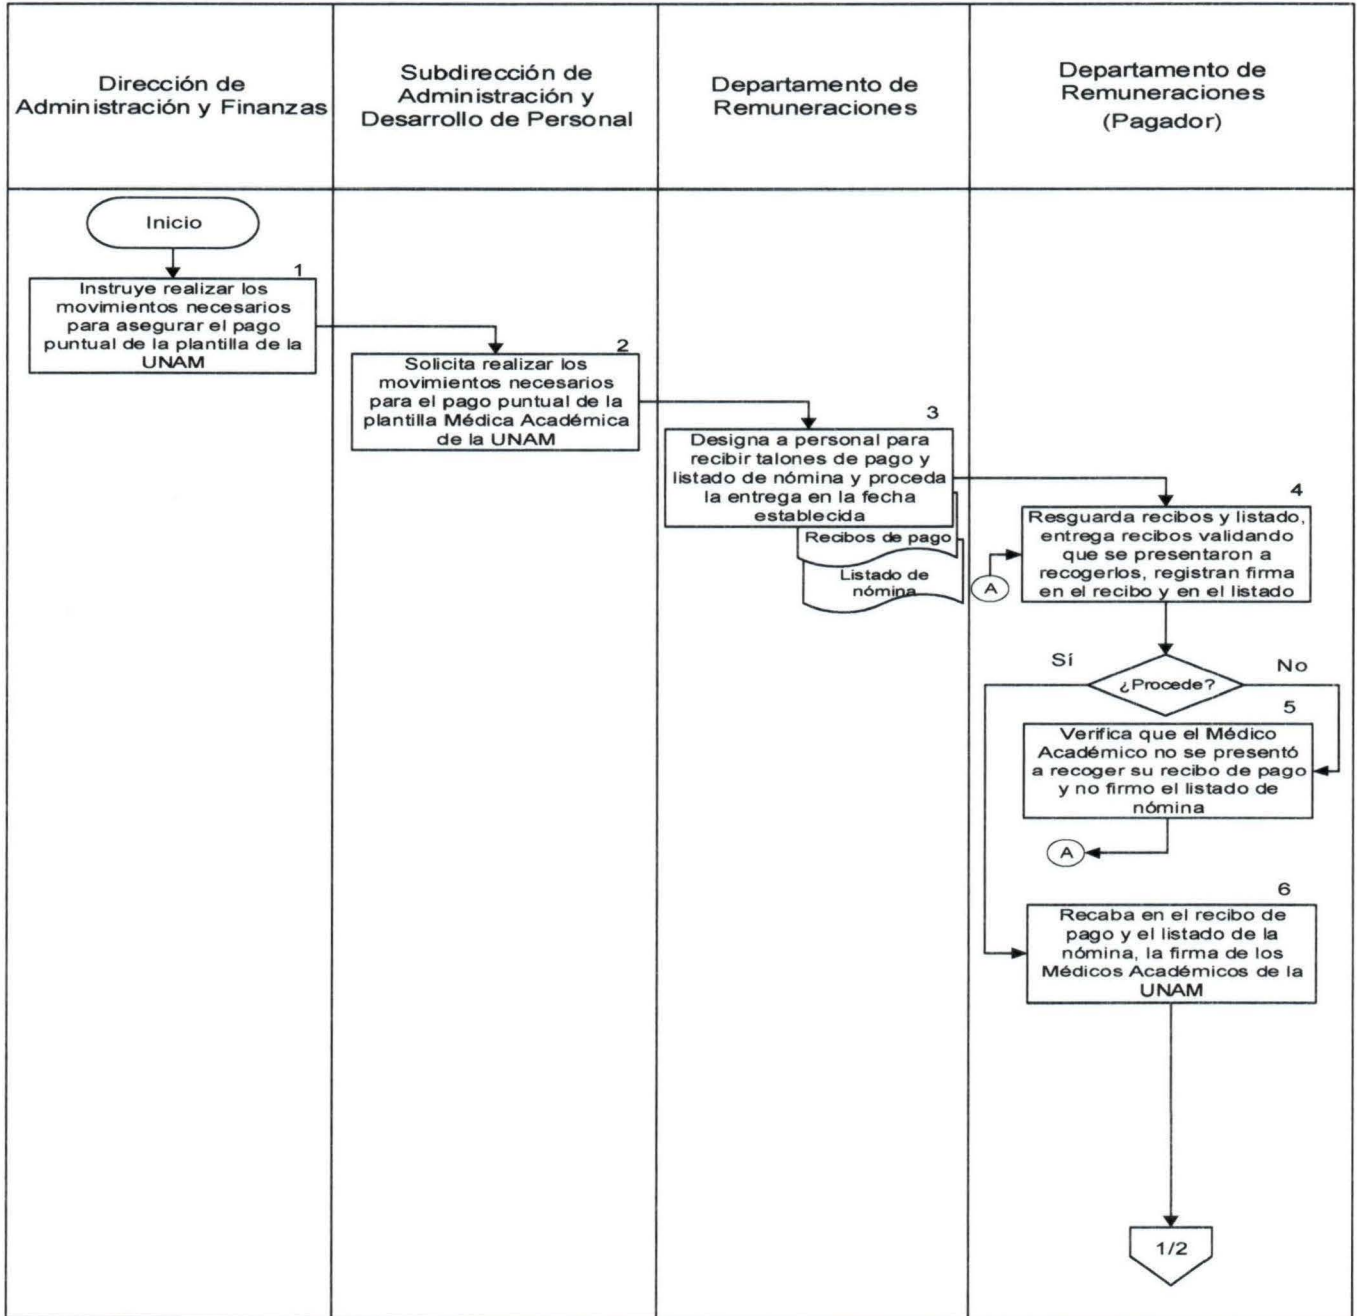 Dirección de
Administración y Finanzas
Subdirección de
Administración y
Desarrollo de Personal
Departamento de
Remuneraciones
Departamento de
Remuneraciones
(Pagador)
Inicio
1
Instruye realizar los
movimientos necesarios
para asegurar el pago
puntual de la plantilla de la
UNAM
2
Solicita realizar los
movimientos necesarios
para el pago puntual de la
plantilla Médica Académica
de la UNAM
3
Designa a personal para
recibir talones de pago y
listado de nómina y proceda
la entrega en la fecha
establecida
Recibos de pago
Listado de
nómina
4
Resguarda recibos y listado,
entrega recibos validando
que se presentaron a
recogerlos, registran firma
en el recibo y en el listado
A
Sí
¿Procede?
No
5
Verifica que el Médico
Académico no se presentó
a recoger su recibo de pago
y no firmo el listado de
nómina
A
6
Recaba en el recibo de
pago y el listado de la
nómina, la firma de los
Médicos Académicos de la
UNAM
1/2